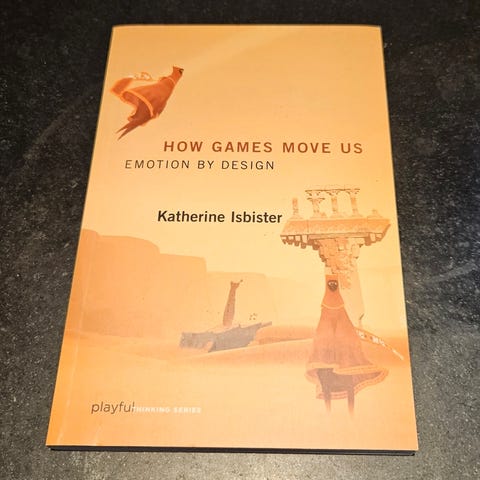 HOW GAMES MOVE US
EMOTION BY DESIGN
Katherine Isbister
playful THINKING SERIES